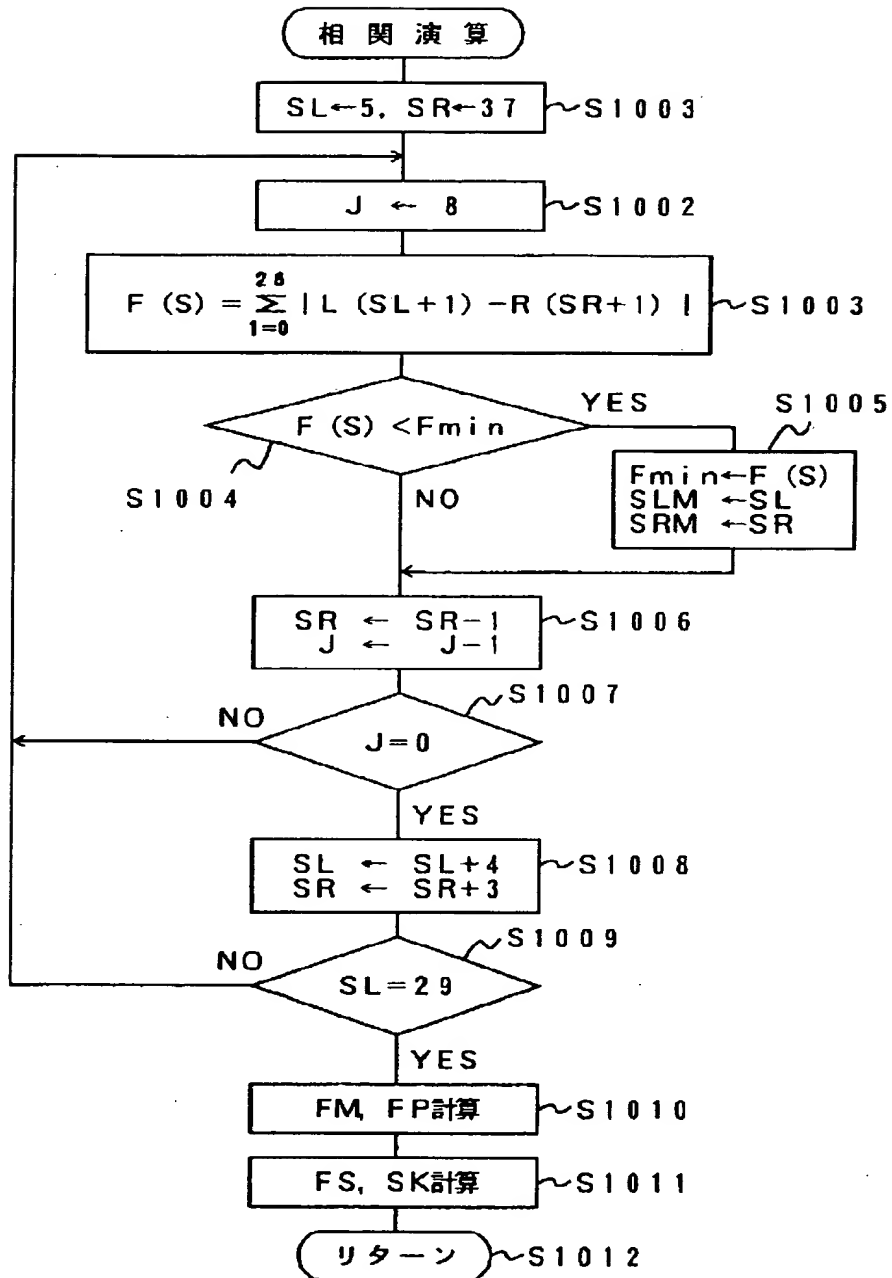 相関演算
SL←5, SR←37 S1003
J ← 8 S1002
26
F (S) = Σ | L (SL+1) −R (SR+1) | S1003
1=0
F (S) <Fmin
YES
S1004
NO
S1005
Fmin←F (S)
SLM ←SL
SRM ←SR
SR ← SR−1
J ← J−1
S1006
S1007
NO
J=0
YES
SL ← SL+4
SR ← SR+3
S1008
S1009
NO
SL=29
YES
FM, FP計算 S1010
FS, SK計算 S1011
リターン S1012